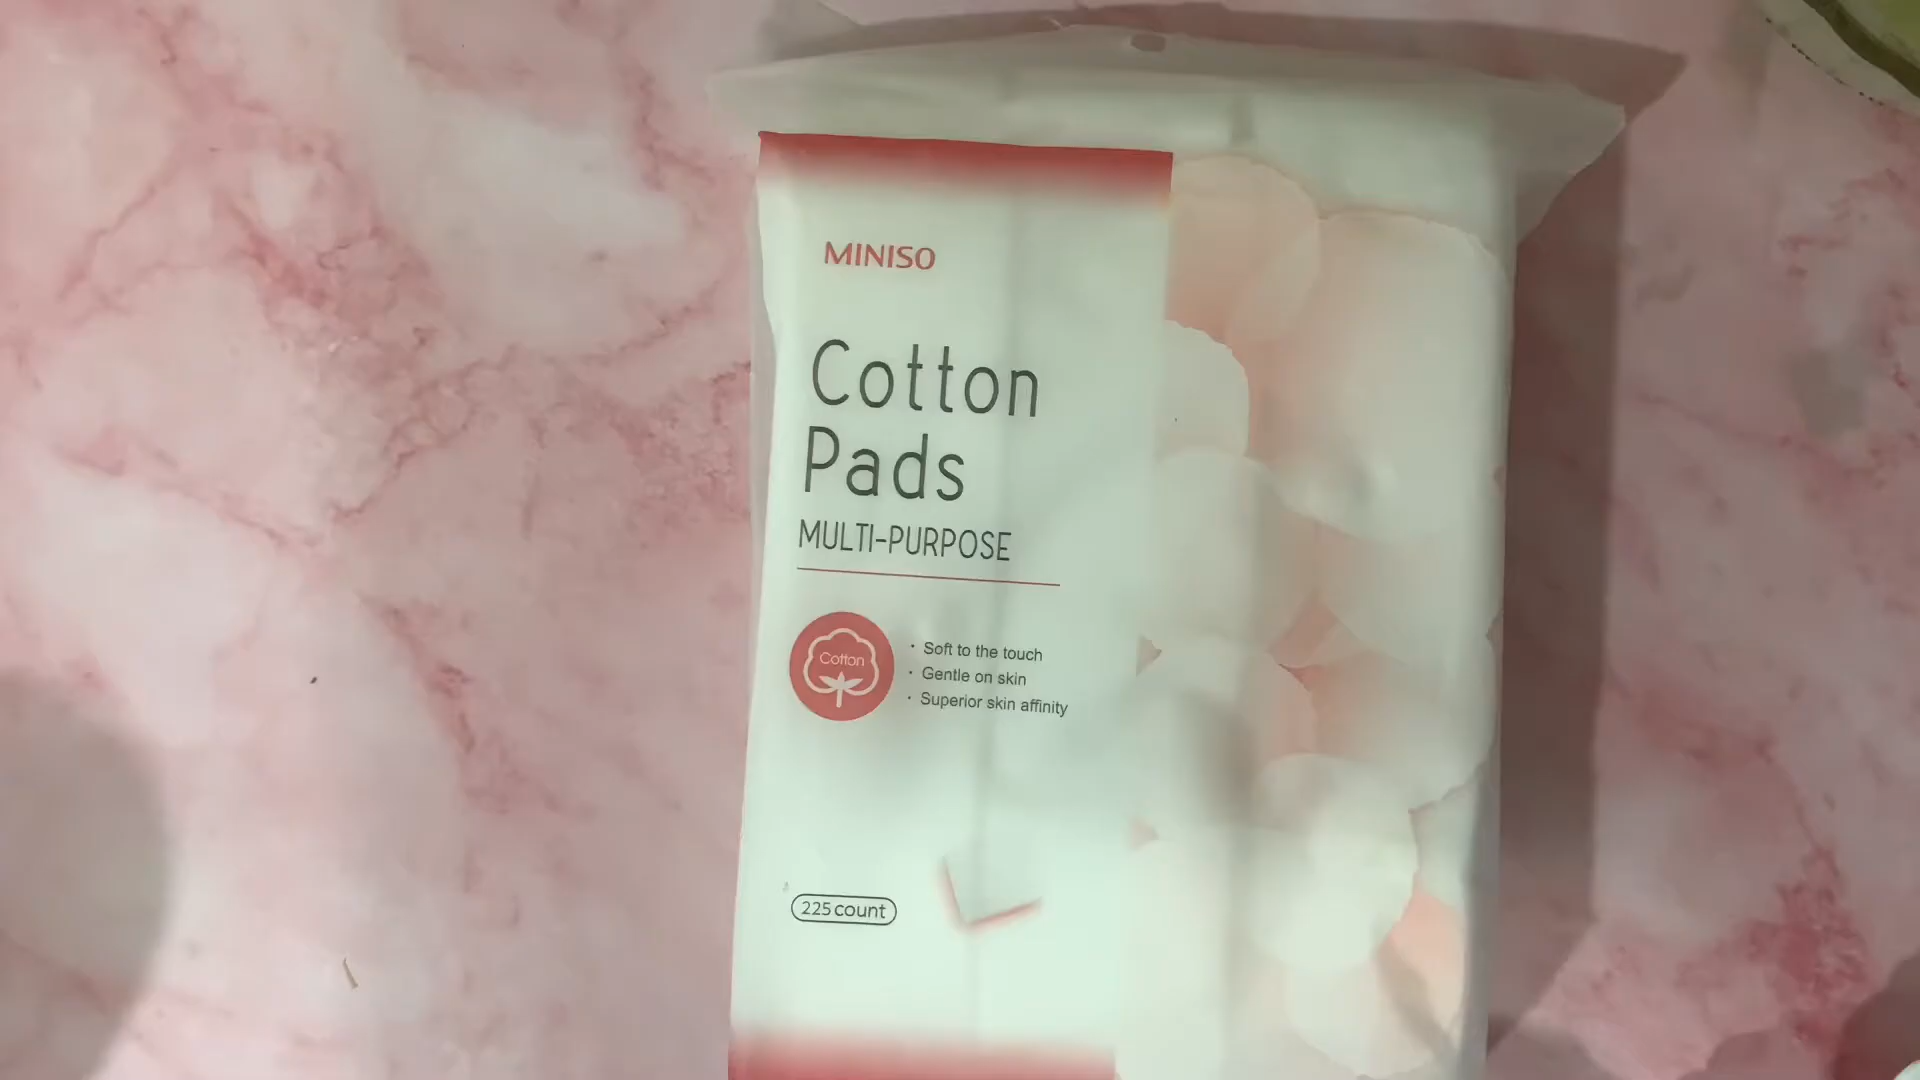 MINISO
Cotton
Pads
MULTI-PURPOSE
Cotton
· Soft to the touch
· Gentle on skin
· Superior skin affinity
225 count